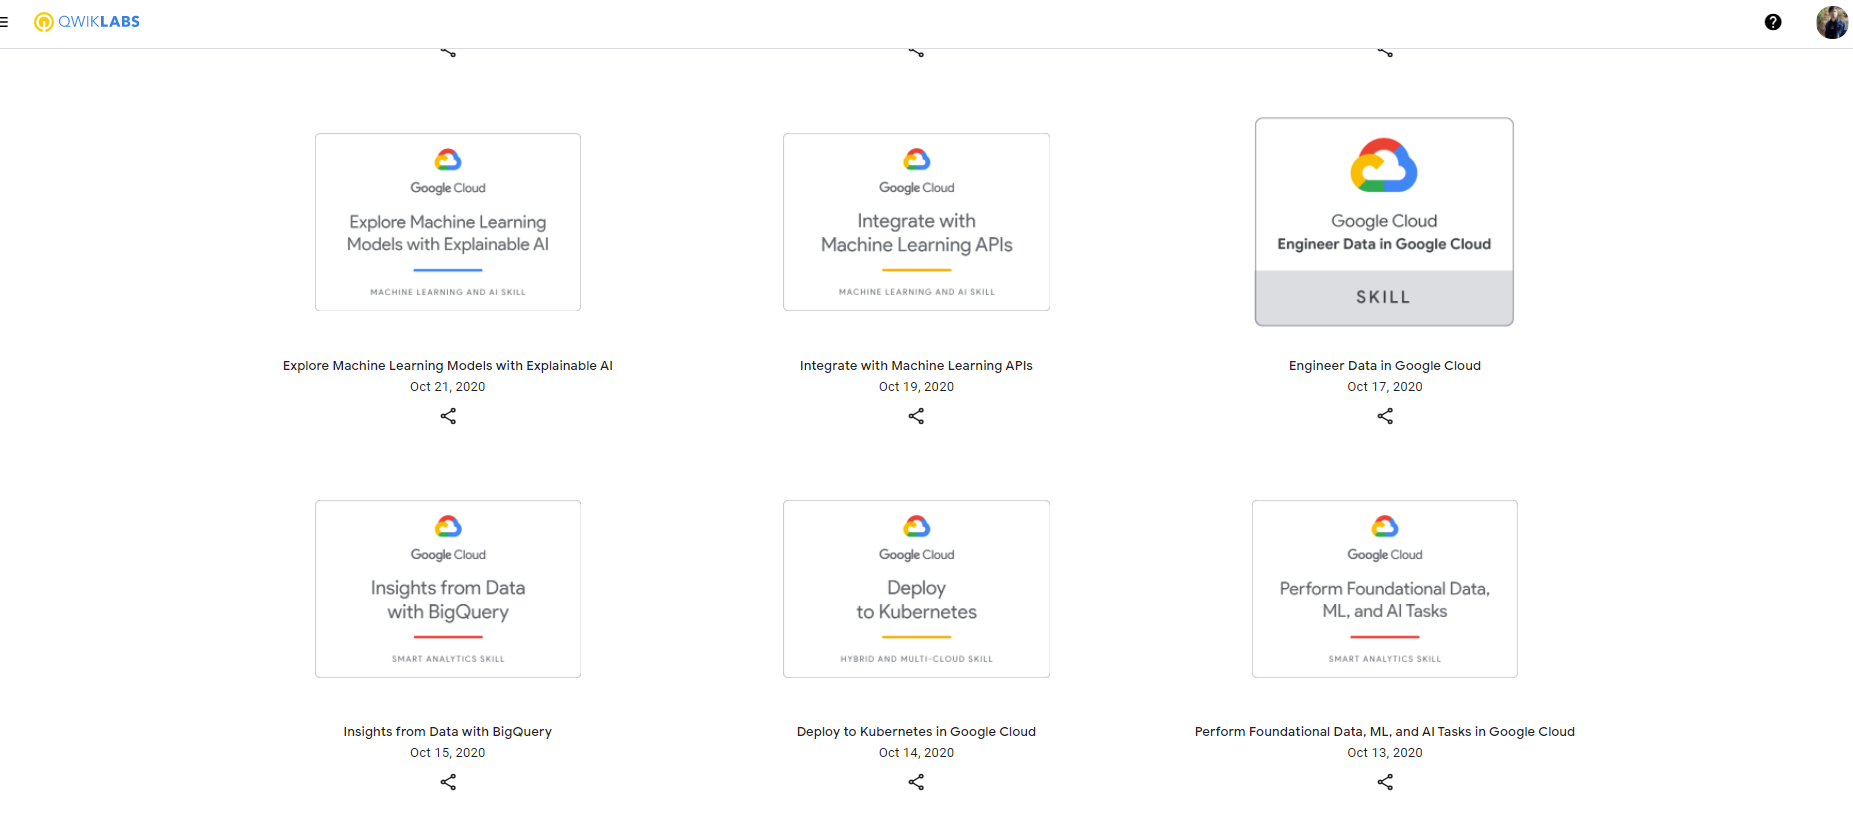 QWIKLABS
Google Cloud
Explore Machine Learning
Models with Explainable AI
MACHINE LEARNING AND AI SKILL
Explore Machine Learning Models with Explainable AI
Oct 21, 2020
Google Cloud
Integrate with
Machine Learning APIs
MACHINE LEARNING AND AI SKILL
Integrate with Machine Learning APIs
Oct 19, 2020
Google Cloud
Engineer Data in Google Cloud
SKILL
Engineer Data in Google Cloud
Oct 17, 2020
Google Cloud
Insights from Data
with BigQuery
SMART ANALYTICS SKILL
Insights from Data with BigQuery
Oct 15, 2020
Google Cloud
Deploy
to Kubernetes
HYBRID AND MULTI-CLOUD SKILL
Deploy to Kubernetes in Google Cloud
Oct 14, 2020
Google Cloud
Perform Foundational Data,
ML, and AI Tasks
SMART ANALYTICS SKILL
Perform Foundational Data, ML, and AI Tasks in Google Cloud
Oct 13, 2020